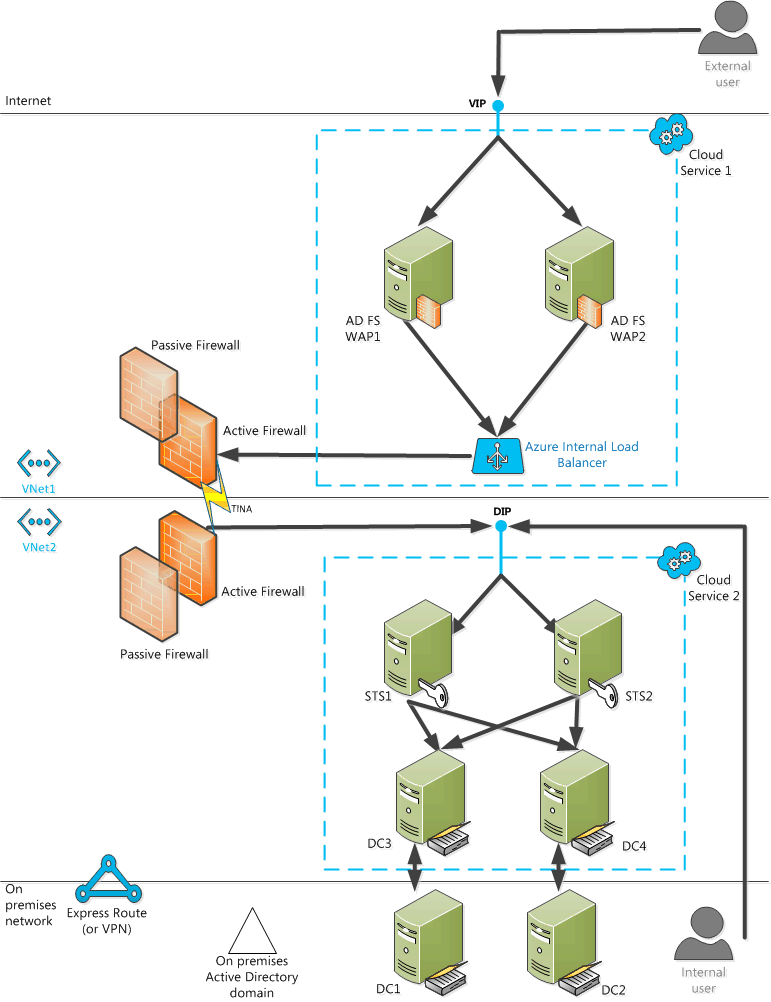 External
user
Internet
VIP
Cloud
Service 1
AD FS
WAP1
AD FS
WAP2
Passive Firewall
Active Firewall
Azure Internal Load
Balancer
VNet1
TINA
DIP
VNet2
Cloud
Service 2
Active Firewall
Passive Firewall
STS1
STS2
DC3
DC4
On
premises
network
Express Route
(or VPN)
On premises
Active Directory
domain
DC1
DC2
Internal
user